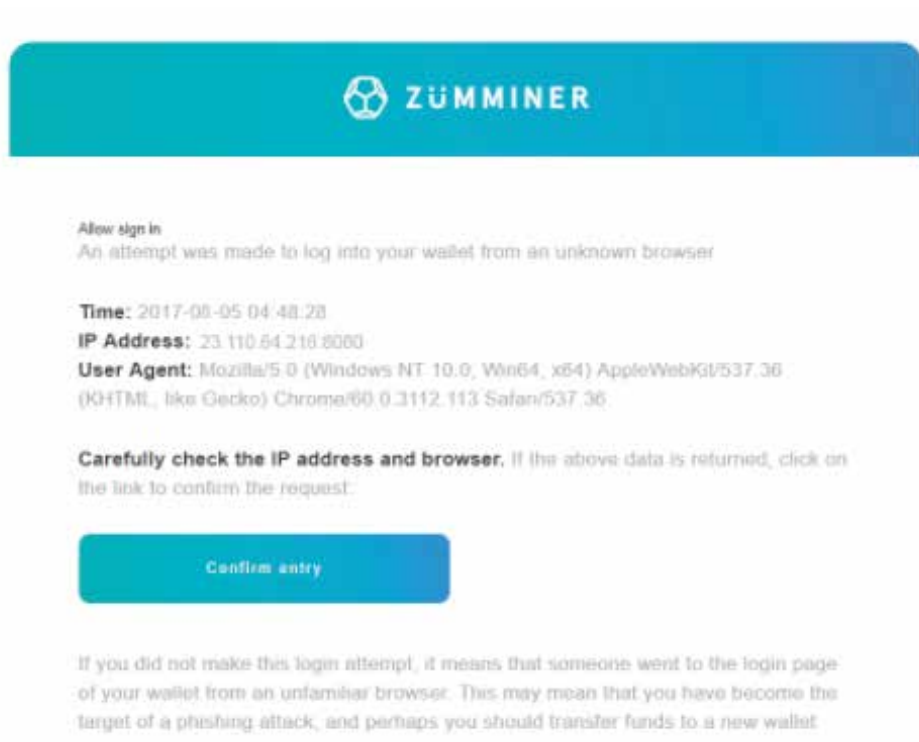 ZÜMMINER
Allow sign in
An attempt was made to log into your wallet from an unknown browser
Time: 2017-08-05 04:48:28
IP Address: 23.110.64.216:8080
User Agent: Mozilla/5.0 (Windows NT 10.0, Win64, x64) AppleWebKit/537.36
(KHTML, like Gecko) Chrome/60.0.3112.113 Safari/537.36
Carefully check the IP address and browser. If the above data is returned, click on
the link to confirm the request:
Confirm entry
If you did not make this login attempt, it means that someone went to the login page
of your wallet from an unfamiliar browser. This may mean that you have become the
target of a phishing attack, and perhaps you should transfer funds to a new wallet